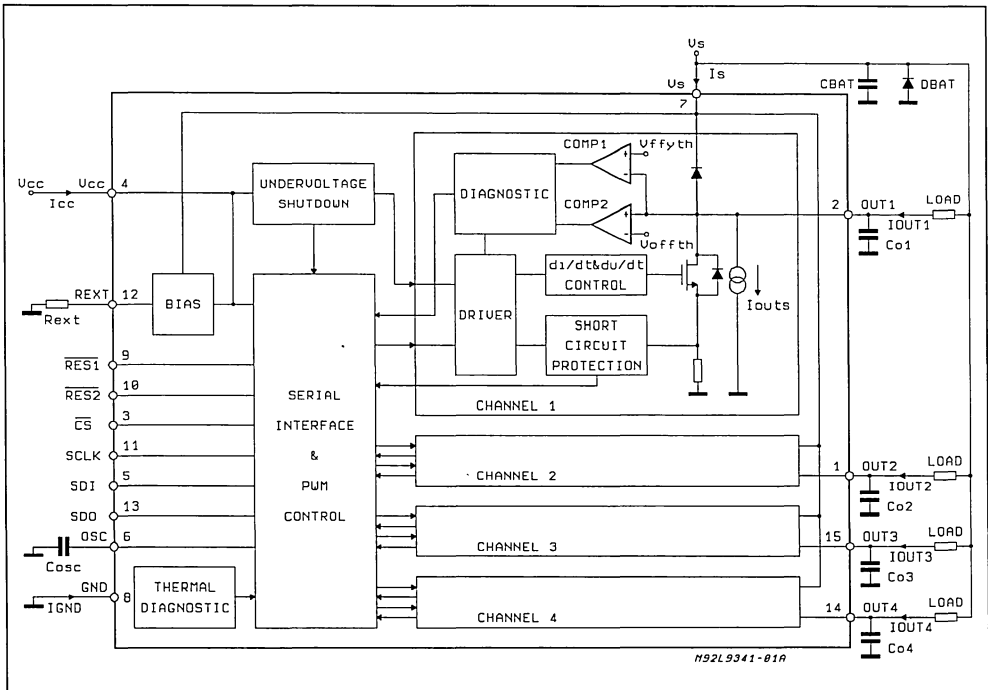 Vs
Is
Vs
7
CBAT
DBAT
Vcc
Icc
Vcc
4
UNDERVOLTAGE
SHUTDOWN
DIAGNOSTIC
COMP1
+
-
Vffyth
COMP2
+
-
Voffth
2
OUT1
LOAD
IOUT1
Co1
di/dt&dv/dt
CONTROL
Iouts
REXT
12
Rext
BIAS
DRIVER
SHORT
CIRCUIT
PROTECTION
CHANNEL 1
RES1
9
RES2
10
CS
3
SCLK
11
SDI
5
SDO
13
OSC
6
Cosc
GND
8
IGND
SERIAL
INTERFACE
&
PWM
CONTROL
THERMAL
DIAGNOSTIC
CHANNEL 2
1
OUT2
LOAD
IOUT2
Co2
CHANNEL 3
15
OUT3
LOAD
IOUT3
Co3
CHANNEL 4
14
OUT4
LOAD
IOUT4
Co4
M92L9341-01A